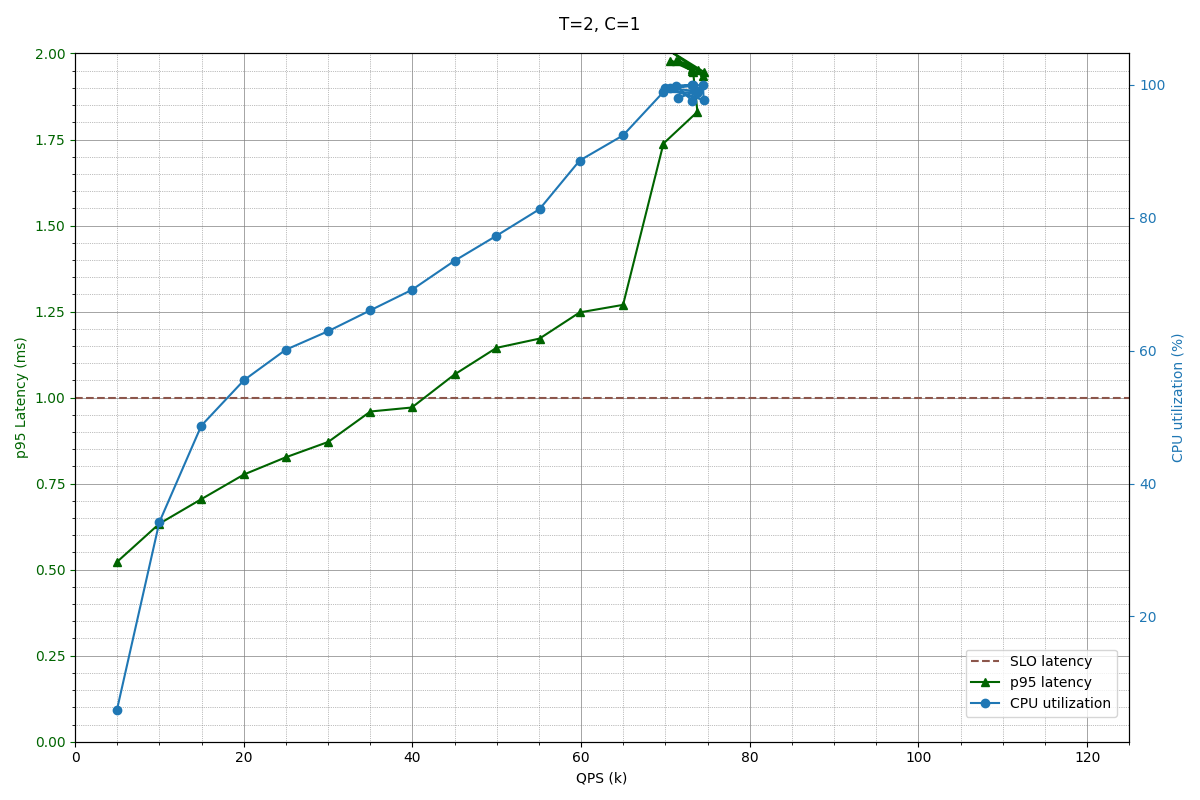 T=2, C=1
2.00
1.75
1.50
1.25
1.00
0.75
0.50
0.25
0.00
p95 Latency (ms)
100
80
60
40
20
CPU utilization (%)
SLO latency
p95 latency
CPU utilization
0 20 40 60 80 100 120
QPS (k)